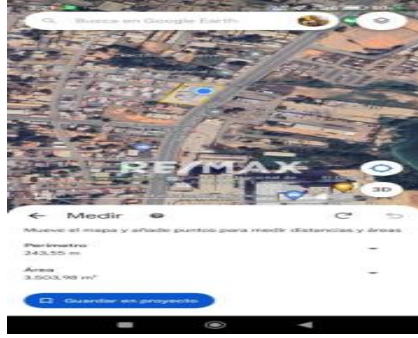 Busca en Google Earth
RE/MAX
3D
Medir
Mueve el mapa y añade puntos para medir distancias y áreas
Perímetro
243,55 m
Área
3.503,98 m²
Guardar en proyecto